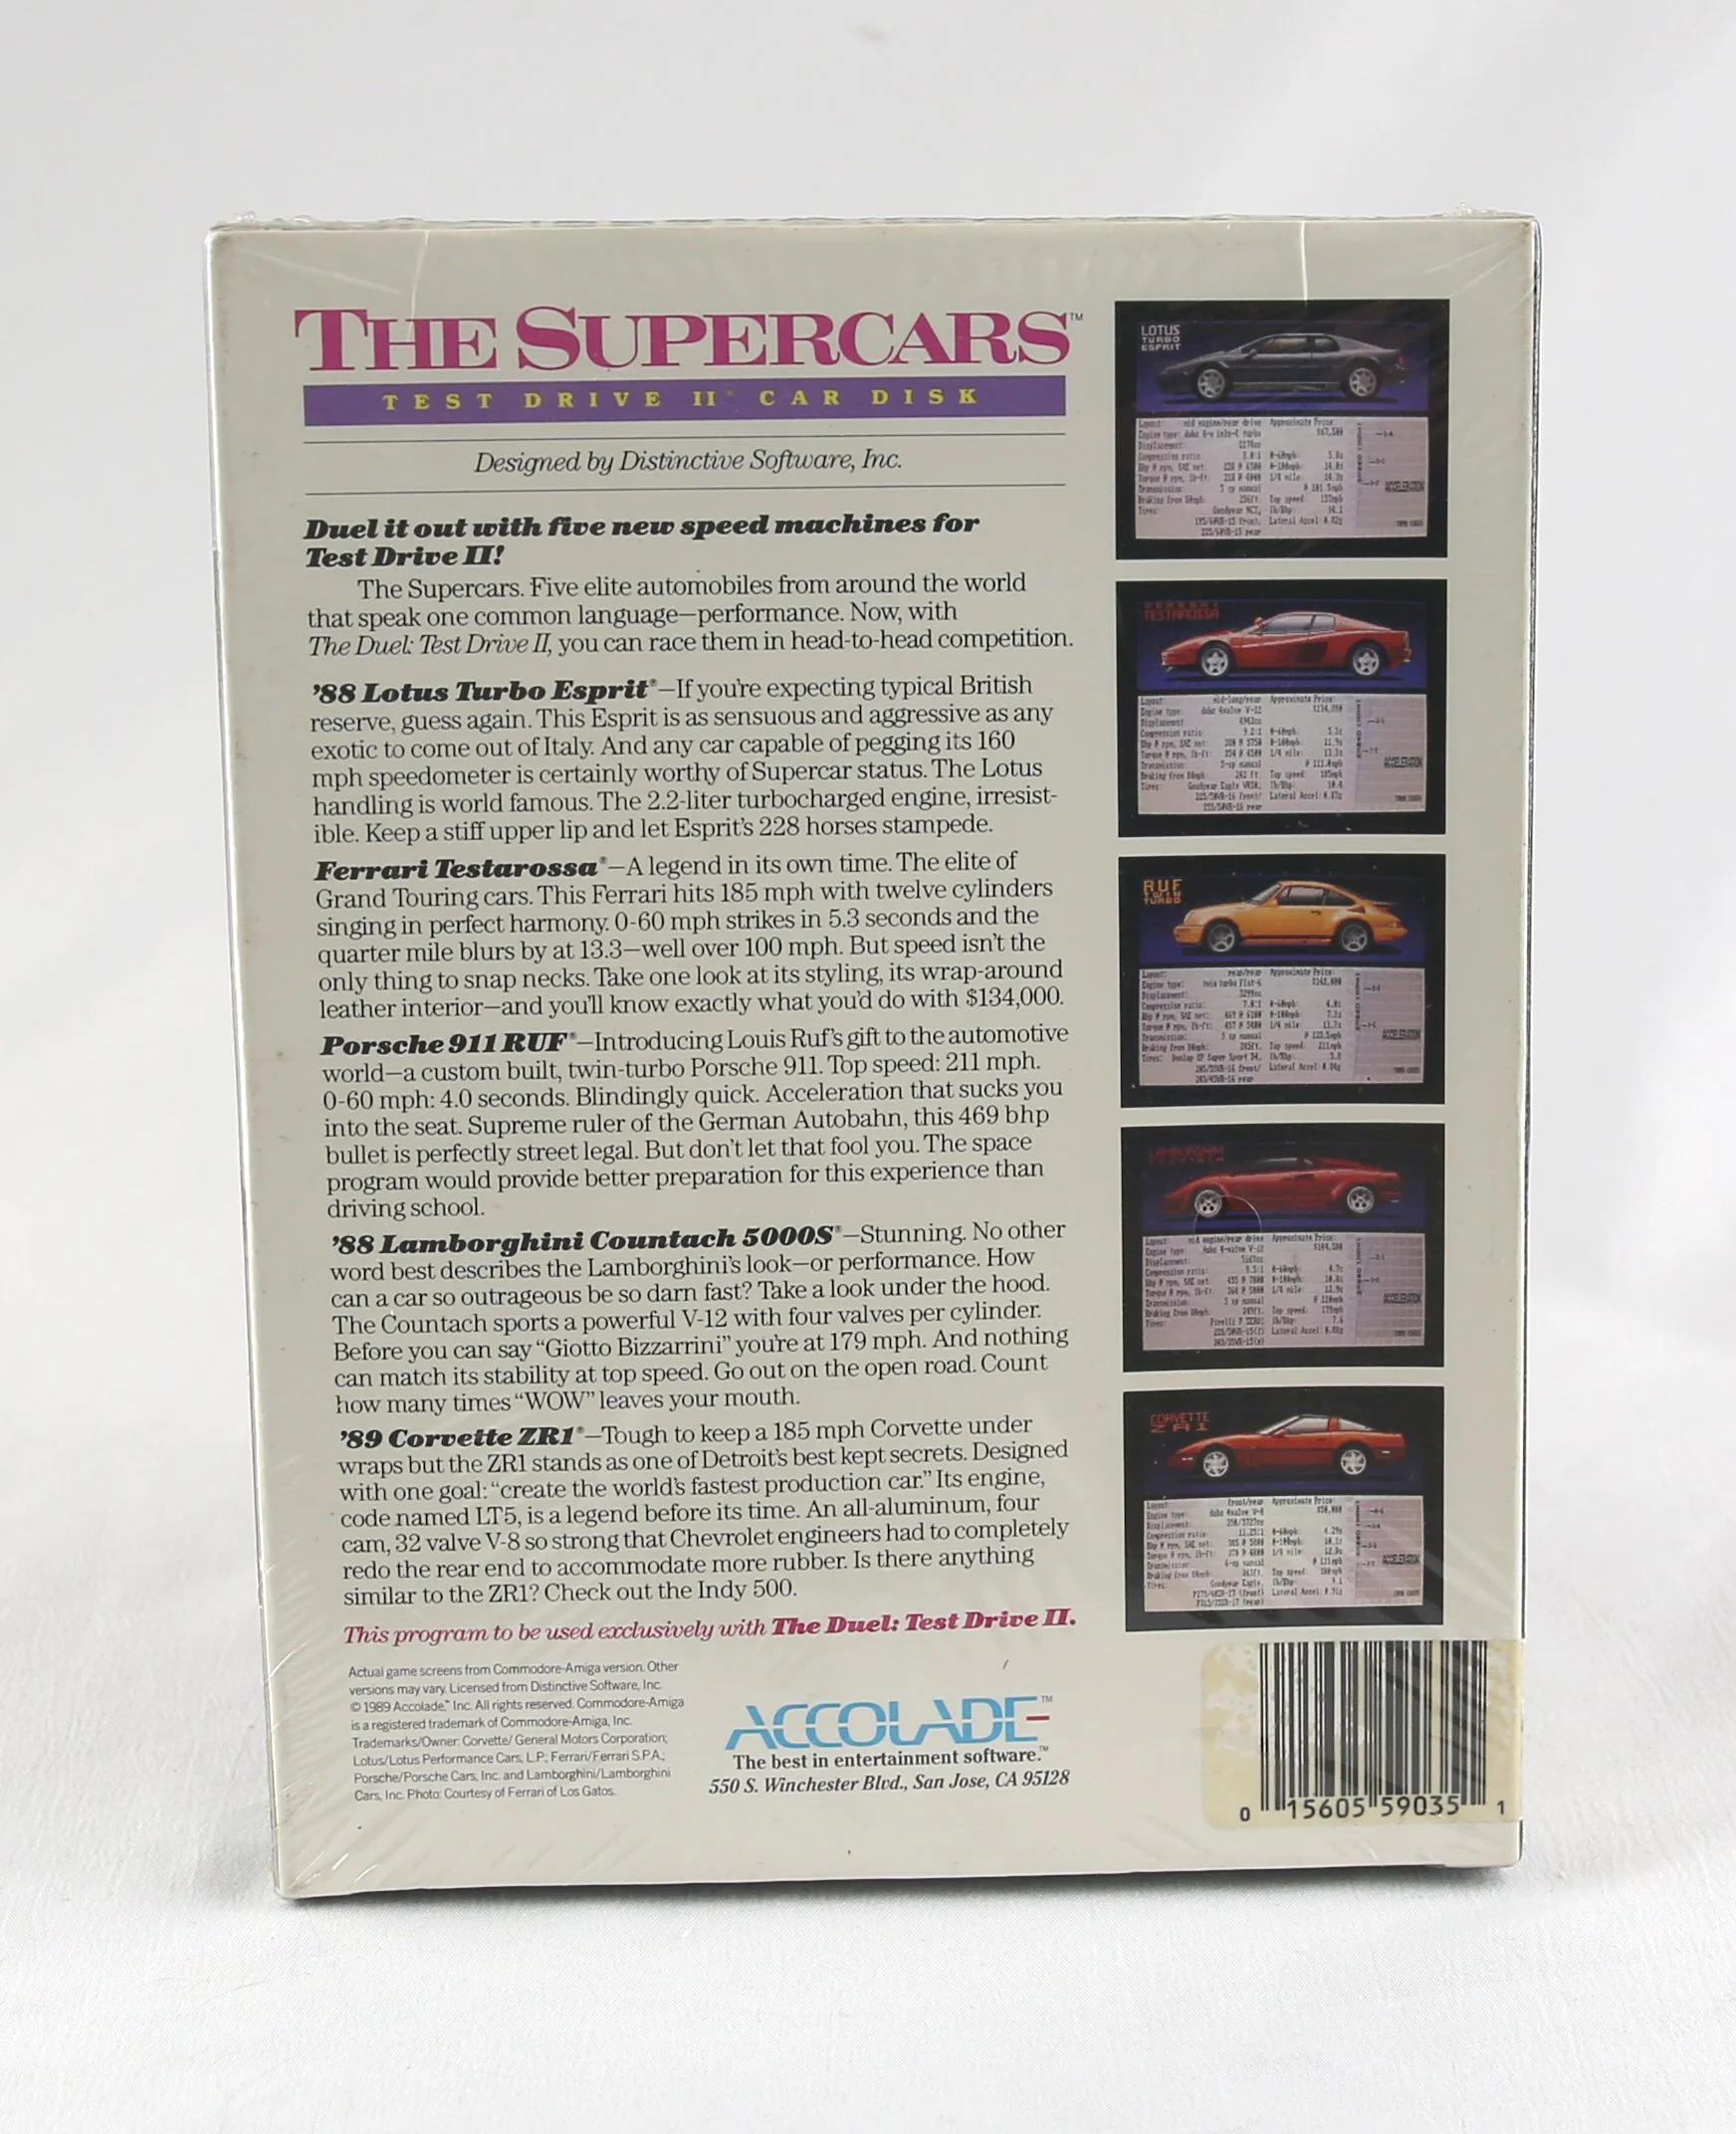 THE SUPERCARS™
TEST DRIVE II™ CAR DISK
Designed by Distinctive Software, Inc.
Duel it out with five new speed machines for
Test Drive II!
The Supercars. Five elite automobiles from around the world
that speak one common language—performance. Now, with
The Duel: Test Drive II, you can race them in head-to-head competition.
'88 Lotus Turbo Esprit®—If you're expecting typical British
reserve, guess again. This Esprit is as sensuous and aggressive as any
exotic to come out of Italy. And any car capable of pegging its 160
mph speedometer is certainly worthy of Supercar status. The Lotus
handling is world famous. The 2.2-liter turbocharged engine, irresist-
ible. Keep a stiff upper lip and let Esprit's 228 horses stampede.
Ferrari Testarossa®—A legend in its own time. The elite of
Grand Touring cars. This Ferrari hits 185 mph with twelve cylinders
singing in perfect harmony. 0-60 mph strikes in 5.3 seconds and the
quarter mile blurs by at 13.3—well over 100 mph. But speed isn't the
only thing to snap necks. Take one look at its styling, its wrap-around
leather interior—and you'll know exactly what you'd do with $134,000.
Porsche 911 RUF®—Introducing Louis Ruf's gift to the automotive
world—a custom built, twin-turbo Porsche 911. Top speed: 211 mph.
0-60 mph: 4.0 seconds. Blindingly quick. Acceleration that sucks you
into the seat. Supreme ruler of the German Autobahn, this 469 bhp
bullet is perfectly street legal. But don't let that fool you. The space
program would provide better preparation for this experience than
driving school.
'88 Lamborghini Countach 5000S®—Stunning. No other
word best describes the Lamborghini's look—or performance. How
can a car so outrageous be so darn fast? Take a look under the hood.
The Countach sports a powerful V-12 with four valves per cylinder.
Before you can say "Giotto Bizzarrini" you're at 179 mph. And nothing
can match its stability at top speed. Go out on the open road. Count
how many times "WOW" leaves your mouth.
'89 Corvette ZR1®—Tough to keep a 185 mph Corvette under
wraps but the ZR1 stands as one of Detroit's best kept secrets. Designed
with one goal: "create the world's fastest production car." Its engine,
code named LT5, is a legend before its time. An all-aluminum, four
cam, 32 valve V-8 so strong that Chevrolet engineers had to completely
redo the rear end to accommodate more rubber. Is there anything
similar to the ZR1? Check out the Indy 500.
This program to be used exclusively with The Duel: Test Drive II.
Actual game screens from Commodore-Amiga version. Other
versions may vary. Licensed from Distinctive Software, Inc.
© 1989 Accolade,™ Inc. All rights reserved. Commodore-Amiga
is a registered trademark of Commodore-Amiga, Inc.
Trademarks/Owner: Corvette/General Motors Corporation;
Lotus/Lotus Performance Cars, L.P.; Ferrari/Ferrari S.P.A.;
Porsche/Porsche Cars, Inc. and Lamborghini/Lamborghini
Cars, Inc. Photo: Courtesy of Ferrari of Los Gatos.
ACCOLADE™
The best in entertainment software.™
550 S. Winchester Blvd., San Jose, CA 95128
LOTUS
TURBO
ESPRIT
Approximate Price:
ACCELERATION
FERRARI
TESTAROSSA
Approximate Price:
ACCELERATION
RUF
TWIN
TURBO
Approximate Price:
ACCELERATION
LAMBORGHINI
COUNTACH
Approximate Price:
ACCELERATION
CORVETTE
ZR1
Approximate Price:
ACCELERATION
0 15605 59035 1